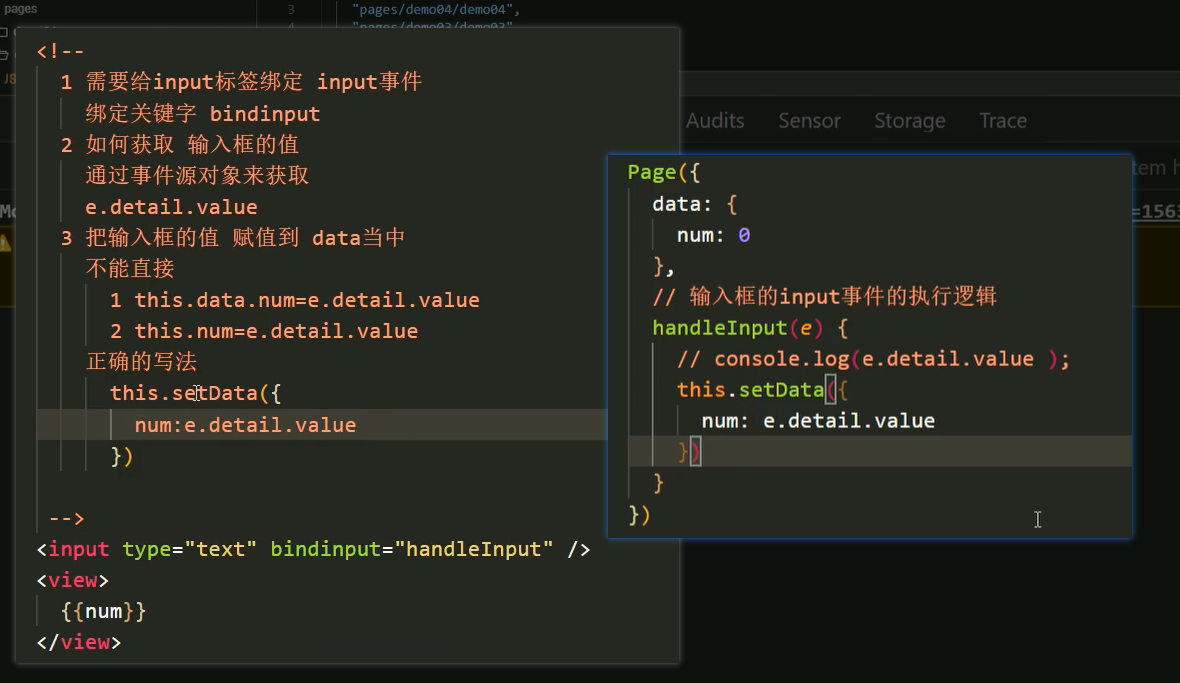 pages
3
"pages/demo04/demo04",
<!--
1 需要给input标签绑定 input事件
绑定关键字 bindinput
2 如何获取 输入框的值
通过事件源对象来获取
e.detail.value
3 把输入框的值 赋值到 data当中
不能直接
1 this.data.num=e.detail.value
2 this.num=e.detail.value
正确的写法
this.setData({
num:e.detail.value
})
-->
<input type="text" bindinput="handleInput" />
<view>
{{num}}
</view>
Audits Sensor Storage Trace
Page({
data: {
num: 0
},
// 输入框的input事件的执行逻辑
handleInput(e) {
// console.log(e.detail.value );
this.setData({
num: e.detail.value
})
}
})
=1563